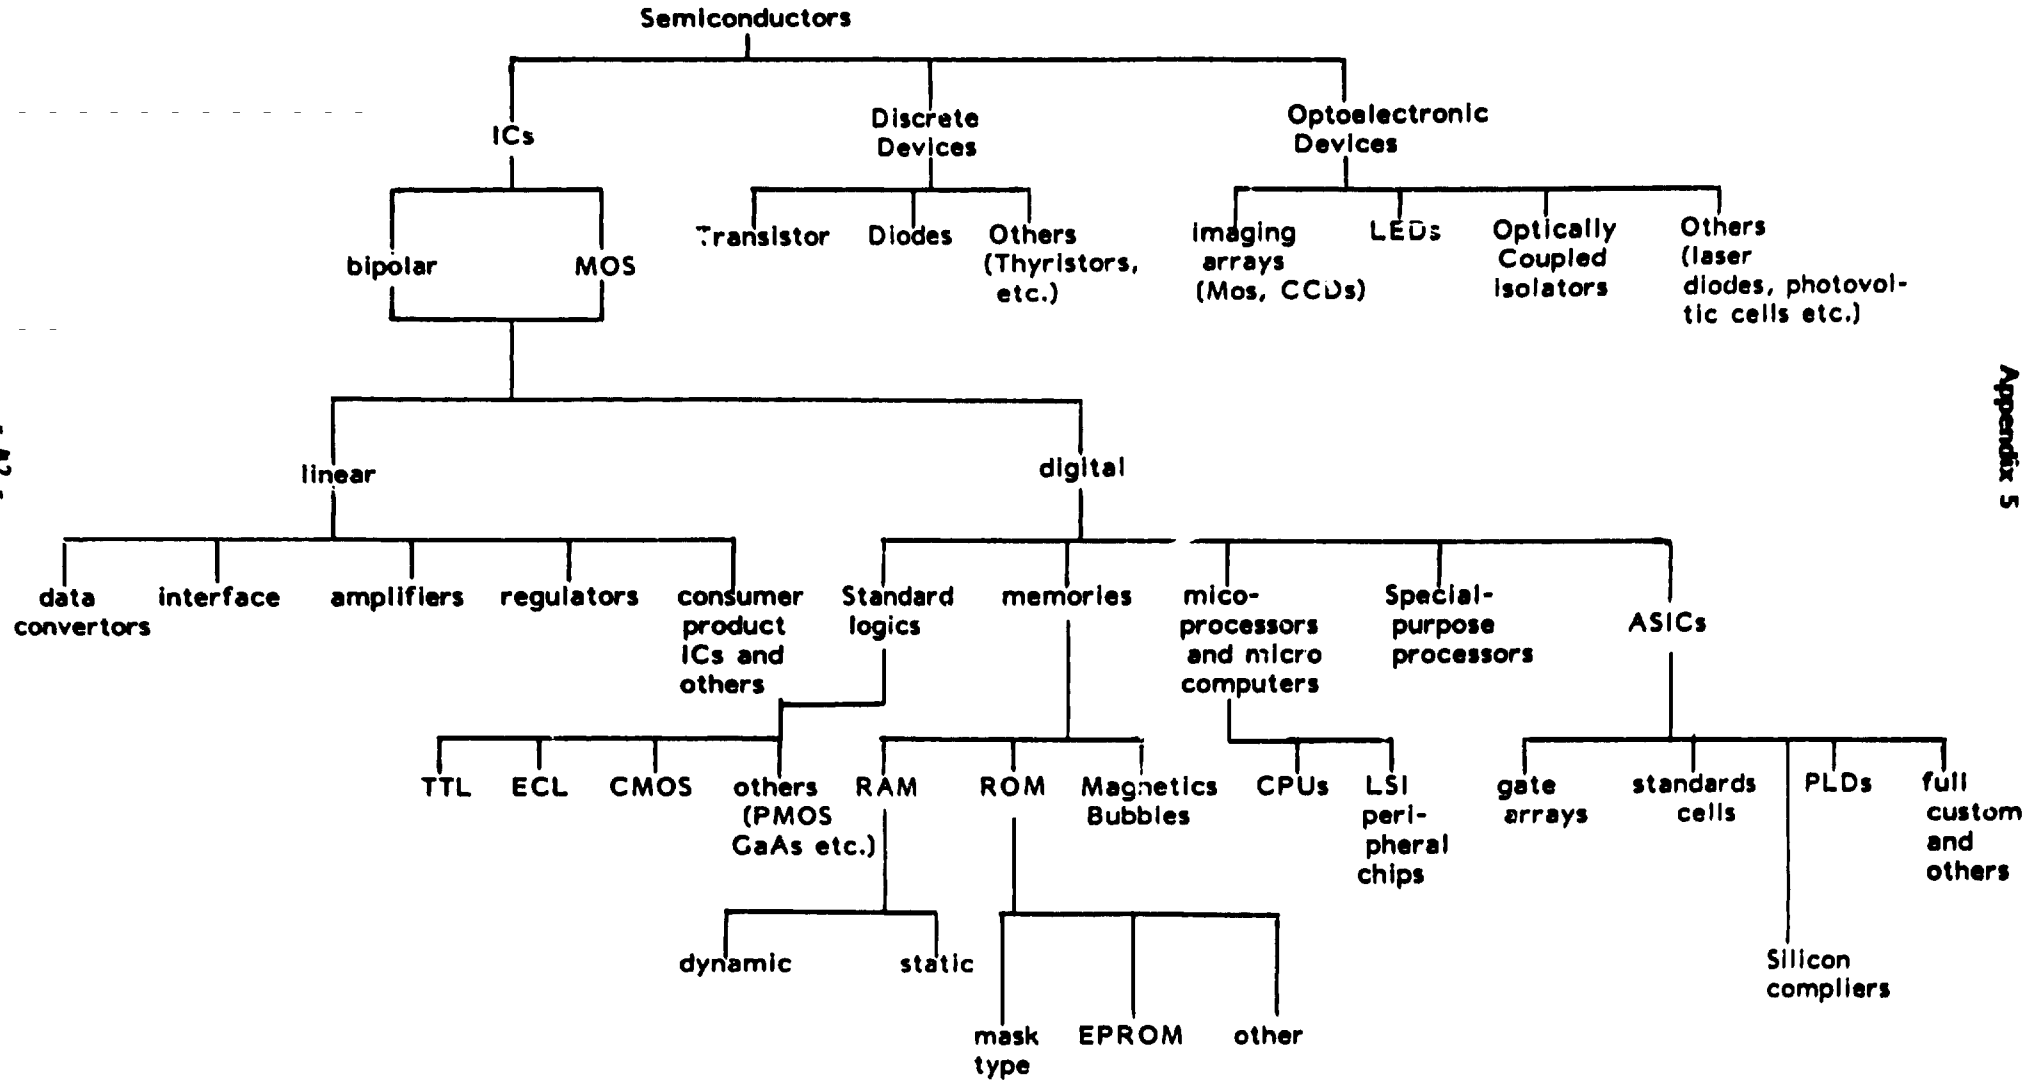 Semiconductors
ICs
Discrete
Devices
Optoelectronic
Devices
bipolar
MOS
Transistor
Diodes
Others
(Thyristors,
etc.)
imaging
arrays
(Mos, CCDs)
LEDs
Optically
Coupled
isolators
Others
(laser
diodes, photovol-
tic cells etc.)
Appendix 5
linear
digital
data
convertors
interface
amplifiers
regulators
consumer
product
ICs and
others
Standard
logics
memories
mico-
processors
and micro
computers
Special-
purpose
processors
ASICs
TTL
ECL
CMOS
others
(PMOS
GaAs etc.)
RAM
ROM
Magnetics
Bubbles
CPUs
LSI
peri-
pheral
chips
gate
arrays
standards
cells
PLDs
full
custom
and
others
dynamic
static
mask
type
EPROM
other
Silicon
compliers